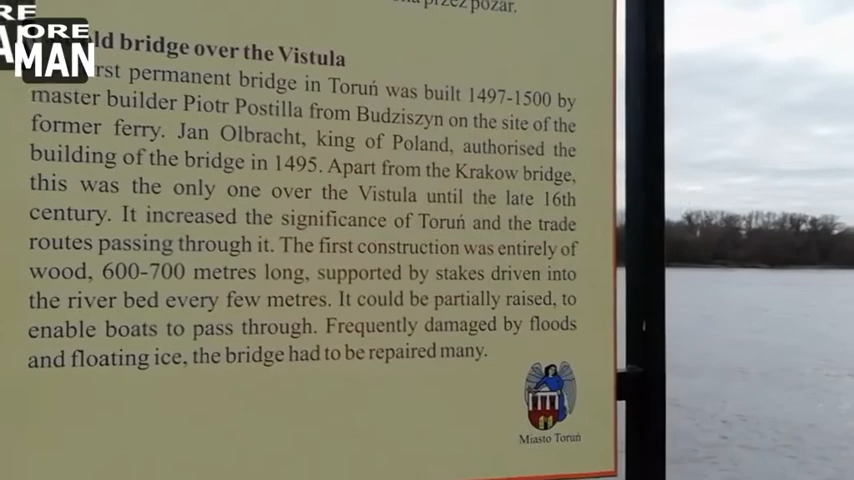 przez pożar.
ORE
MAN
ld bridge over the Vistula
rst permanent bridge in Toruń was built 1497-1500 by
master builder Piotr Postilla from Budziszyn on the site of the
former ferry. Jan Olbracht, king of Poland, authorised the
building of the bridge in 1495. Apart from the Krakow bridge,
this was the only one over the Vistula until the late 16th
century. It increased the significance of Toruń and the trade
routes passing through it. The first construction was entirely of
wood, 600-700 metres long, supported by stakes driven into
the river bed every few metres. It could be partially raised, to
enable boats to pass through. Frequently damaged by floods
and floating ice, the bridge had to be repaired many.
Miasto Toruń